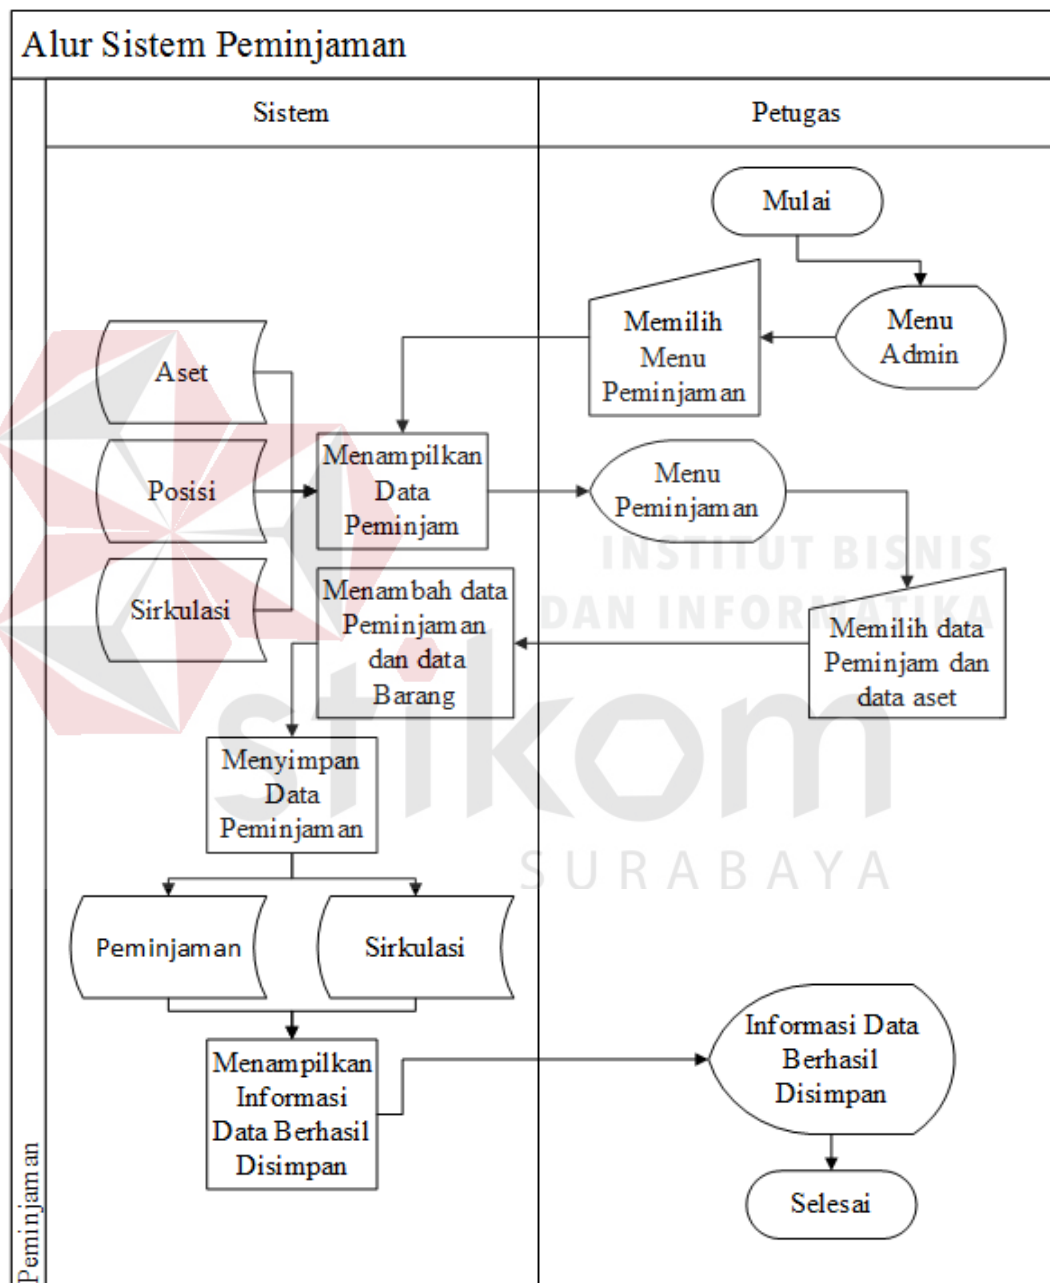 Alur Sistem Peminjaman
Sistem
Petugas
Mulai
Menu
Admin
Memilih
Menu
Peminjaman
Aset
Posisi
Sirkulasi
Menampilkan
Data
Peminjam
Menu
Peminjaman
Memilih data
Peminjam dan
data aset
Menambah data
Peminjaman
dan data
Barang
Menyimpan
Data
Peminjaman
Peminjaman
Sirkulasi
Menampilkan
Informasi
Data Berhasil
Disimpan
Informasi Data
Berhasil
Disimpan
Selesai
Peminjaman
INSTITUT BISNIS
DAN INFORMATIKA
stikom
SURABAYA